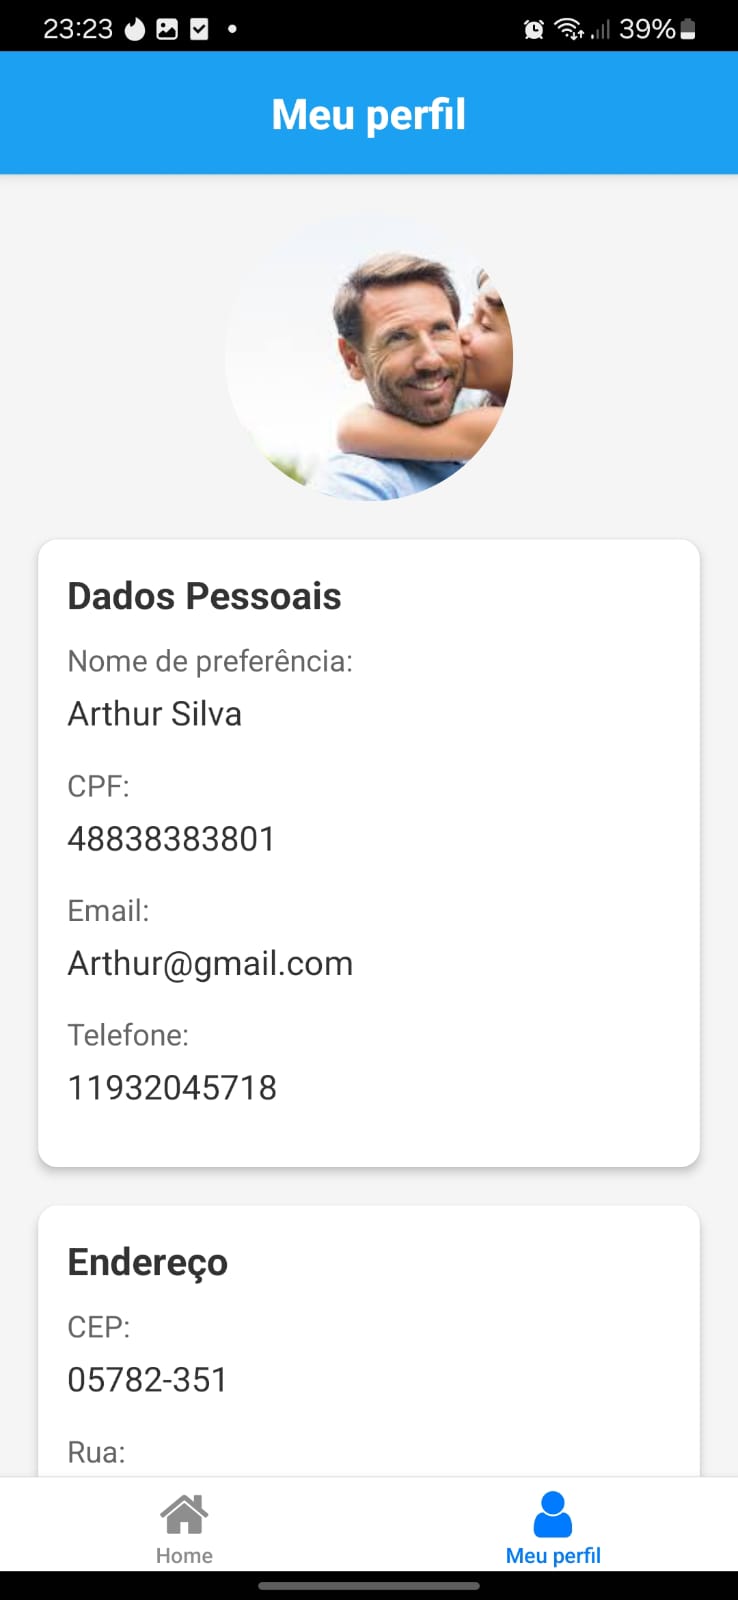 23:23
39%
Meu perfil
Dados Pessoais
Nome de preferência:
Arthur Silva
CPF:
48838383801
Email:
Arthur@gmail.com
Telefone:
11932045718
Endereço
CEP:
05782-351
Rua:
Home
Meu perfil